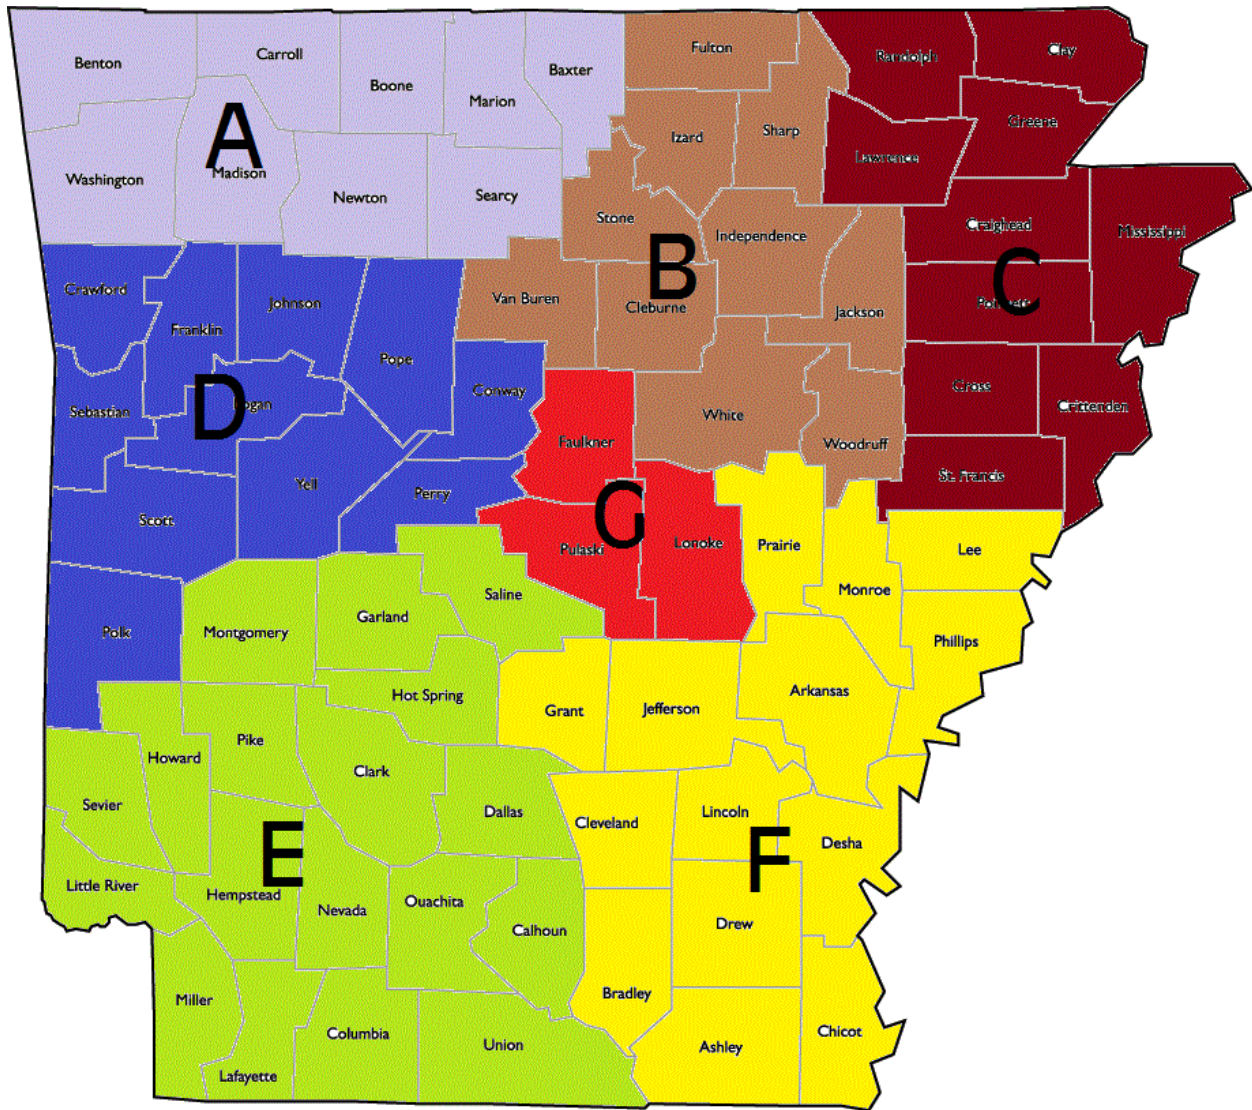 Benton
Carroll
Boone
Marion
Baxter
Fulton
Randolph
Clay
Washington
A
Madison
Newton
Searcy
Izard
Sharp
Lawrence
Greene
Stone
B
Independence
Craighead
Mississippi
Crawford
Franklin
Johnson
Pope
Van Buren
Cleburne
Jackson
C
Poinsett
Sebastian
D
Logan
Conway
White
Woodruff
Cross
Crittenden
Scott
Yell
Perry
Faulkner
G
Pulaski
Lonoke
Prairie
Monroe
St. Francis
Lee
Phillips
Polk
Montgomery
Garland
Saline
Hot Spring
Grant
Jefferson
Arkansas
Howard
Pike
Clark
Dallas
Cleveland
Lincoln
Desha
Sevier
Little River
E
Hempstead
Nevada
Ouachita
Calhoun
F
Drew
Bradley
Miller
Lafayette
Columbia
Union
Ashley
Chicot